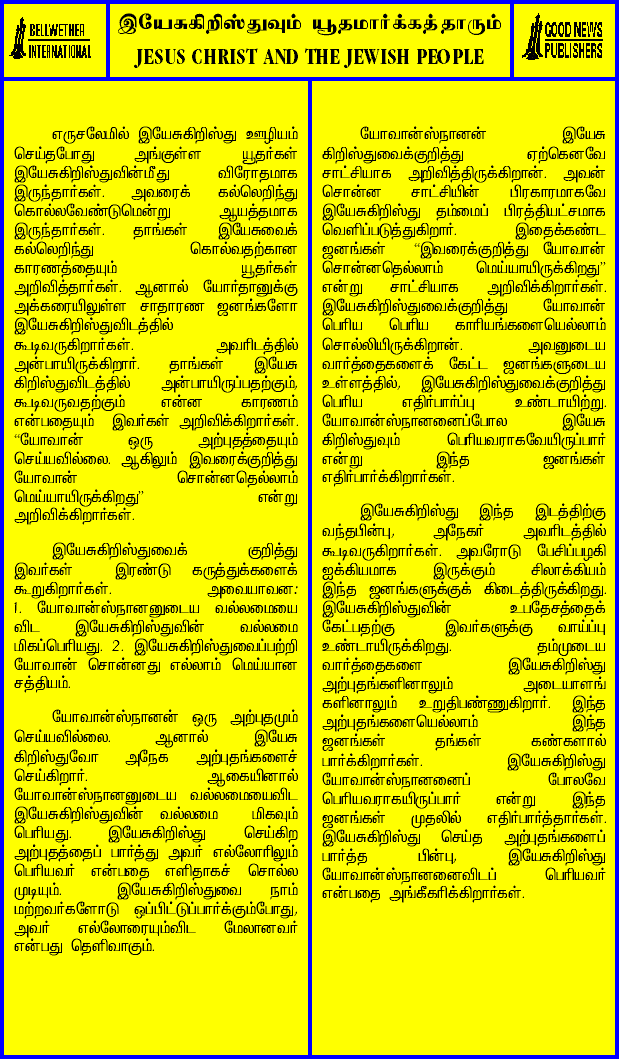 BELLWETHER
INTERNATIONAL
இயேசுகிறிஸ்துவும் யூதமார்க்கத்தாரும்
JESUS CHRIST AND THE JEWISH PEOPLE
GOOD NEWS
PUBLISHERS
எருசலேமில் இயேசுகிறிஸ்து ஊழியம்
செய்தபோது அங்குள்ள யூதர்கள்
இயேசுகிறிஸ்துவின்மீது விரோதமாக
இருந்தார்கள். அவரைக் கல்லெறிந்து
கொல்லவேண்டுமென்று ஆயத்தமாக
இருந்தார்கள். தாங்கள் இயேசுவைக்
கல்லெறிந்து கொல்வதற்கான
காரணத்தையும் யூதர்கள்
அறிவித்தார்கள். ஆனால் யோர்தானுக்கு
அக்கரையிலுள்ள சாதாரண ஜனங்களோ
இயேசுகிறிஸ்துவிடத்தில்
கூடிவருகிறார்கள். அவரிடத்தில்
அன்பாயிருக்கிறார். தாங்கள் இயேசு
கிறிஸ்துவிடத்தில் அன்பாயிருப்பதற்கும்,
கூடிவருவதற்கும் என்ன காரணம்
என்பதையும் இவர்கள் அறிவிக்கிறார்கள்.
“யோவான் ஒரு அற்புதத்தையும்
செய்யவில்லை. ஆகிலும் இவரைக்குறித்து
யோவான் சொன்னதெல்லாம்
மெய்யாயிருக்கிறது” என்று
அறிவிக்கிறார்கள்.
இயேசுகிறிஸ்துவைக் குறித்து
இவர்கள் இரண்டு கருத்துக்களைக்
கூறுகிறார்கள். அவையாவன:
1. யோவான்ஸ்நானனுடைய வல்லமையை
விட இயேசுகிறிஸ்துவின் வல்லமை
மிகப்பெரியது. 2. இயேசுகிறிஸ்துவைப்பற்றி
யோவான் சொன்னது எல்லாம் மெய்யான
சத்தியம்.
யோவான்ஸ்நானன் ஒரு அற்புதமும்
செய்யவில்லை. ஆனால் இயேசு
கிறிஸ்துவோ அநேக அற்புதங்களைச்
செய்கிறார். ஆகையினால்
யோவான்ஸ்நானனுடைய வல்லமையைவிட
இயேசுகிறிஸ்துவின் வல்லமை மிகவும்
பெரியது. இயேசுகிறிஸ்து செய்கிற
அற்புதத்தைப் பார்த்து அவர் எல்லோரிலும்
பெரியவர் என்பதை எளிதாகச் சொல்ல
முடியும். இயேசுகிறிஸ்துவை நாம்
மற்றவர்களோடு ஒப்பிட்டுப்பார்க்கும்போது,
அவர் எல்லோரையும்விட மேலானவர்
என்பது தெளிவாகும்.
யோவான்ஸ்நானன் இயேசு
கிறிஸ்துவைக்குறித்து ஏற்கெனவே
சாட்சியாக அறிவித்திருக்கிறான். அவன்
சொன்ன சாட்சியின் பிரகாரமாகவே
இயேசுகிறிஸ்து தம்மைப் பிரத்தியட்சமாக
வெளிப்படுத்துகிறார். இதைக்கண்ட
ஜனங்கள் “இவரைக்குறித்து யோவான்
சொன்னதெல்லாம் மெய்யாயிருக்கிறது”
என்று சாட்சியாக அறிவிக்கிறார்கள்.
இயேசுகிறிஸ்துவைக்குறித்து யோவான்
பெரிய பெரிய காரியங்களையெல்லாம்
சொல்லியிருக்கிறான். அவனுடைய
வார்த்தைகளைக் கேட்ட ஜனங்களுடைய
உள்ளத்தில், இயேசுகிறிஸ்துவைக்குறித்து
பெரிய எதிர்பார்ப்பு உண்டாயிற்று.
யோவான்ஸ்நானனைப்போல இயேசு
கிறிஸ்துவும் பெரியவராகவேயிருப்பார்
என்று இந்த ஜனங்கள்
எதிர்பார்க்கிறார்கள்.
இயேசுகிறிஸ்து இந்த இடத்திற்கு
வந்தபின்பு, அநேகர் அவரிடத்தில்
கூடிவருகிறார்கள். அவரோடு பேசிப்பழகி
ஐக்கியமாக இருக்கும் சிலாக்கியம்
இந்த ஜனங்களுக்குக் கிடைத்திருக்கிறது.
இயேசுகிறிஸ்துவின் உபதேசத்தைக்
கேட்பதற்கு இவர்களுக்கு வாய்ப்பு
உண்டாயிருக்கிறது. தம்முடைய
வார்த்தைகளை இயேசுகிறிஸ்து
அற்புதங்களினாலும் அடையாளங்
களினாலும் உறுதிபண்ணுகிறார். இந்த
அற்புதங்களையெல்லாம் இந்த
ஜனங்கள் தங்கள் கண்களால்
பார்க்கிறார்கள். இயேசுகிறிஸ்து
யோவான்ஸ்நானனைப் போலவே
பெரியவராகயிருப்பார் என்று இந்த
ஜனங்கள் முதலில் எதிர்பார்த்தார்கள்.
இயேசுகிறிஸ்து செய்த அற்புதங்களைப்
பார்த்த பின்பு, இயேசுகிறிஸ்து
யோவான்ஸ்நானனைவிடப் பெரியவர்
என்பதை அங்கீகரிக்கிறார்கள்.